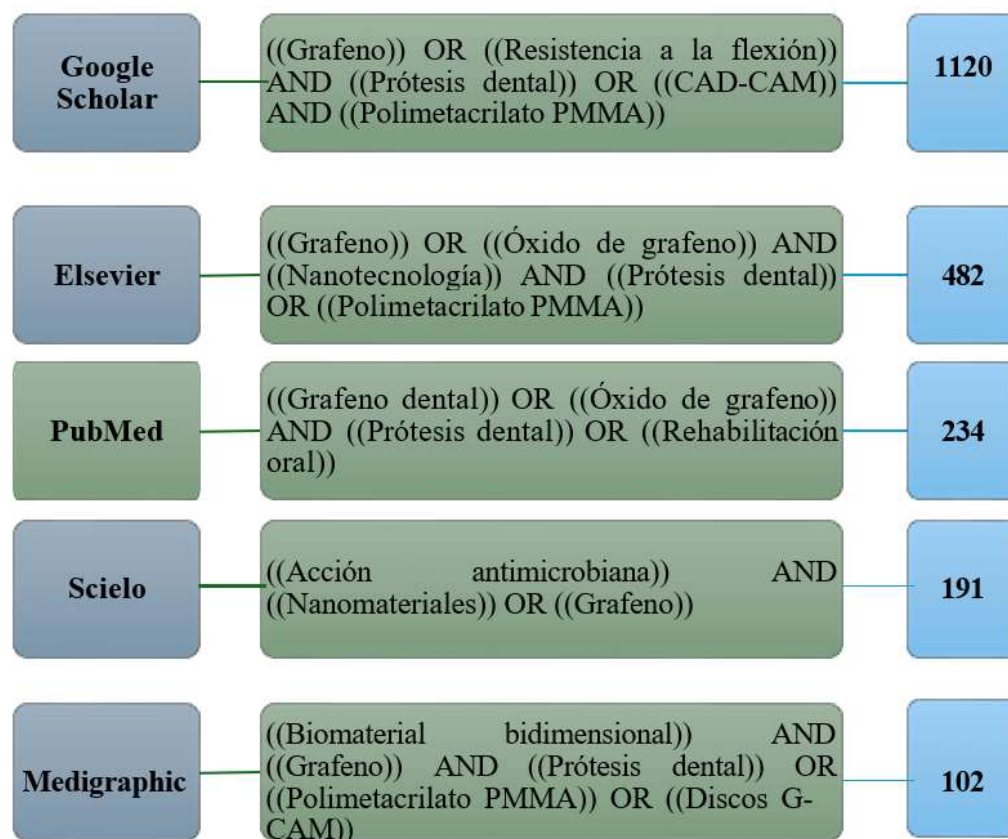 Google
Scholar
((Grafeno)) OR ((Resistencia a la flexión))
AND ((Prótesis dental)) OR ((CAD-CAM))
AND ((Polimetacrilato PMMA))
1120
Elsevier
((Grafeno)) OR ((Óxido de grafeno)) AND
((Nanotecnología)) AND ((Prótesis dental))
OR ((Polimetacrilato PMMA))
482
PubMed
((Grafeno dental)) OR ((Óxido de grafeno))
AND ((Prótesis dental)) OR ((Rehabilitación
oral))
234
Scielo
((Acción antimicrobiana)) AND
((Nanomateriales)) OR ((Grafeno))
191
Medigraphic
((Biomaterial bidimensional)) AND
((Grafeno)) AND ((Prótesis dental)) OR
((Polimetacrilato PMMA)) OR ((Discos G-
CAM))
102